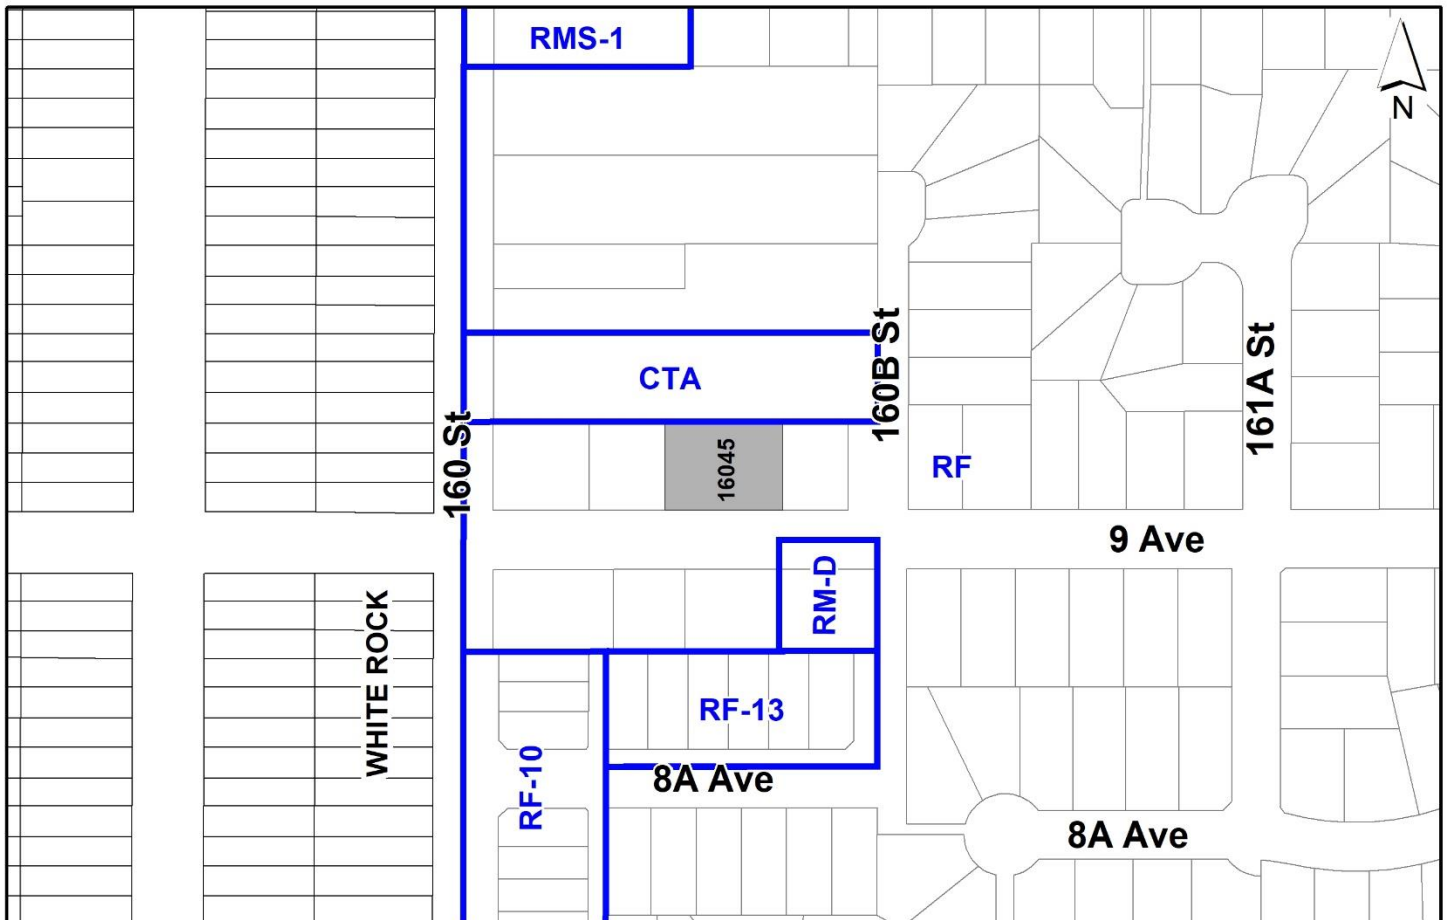 RMS-1
N
160B St
161A St
CTA
160 St
16045
RF
9 Ave
RM-D
WHITE ROCK
RF-13
RF-10
8A Ave
8A Ave